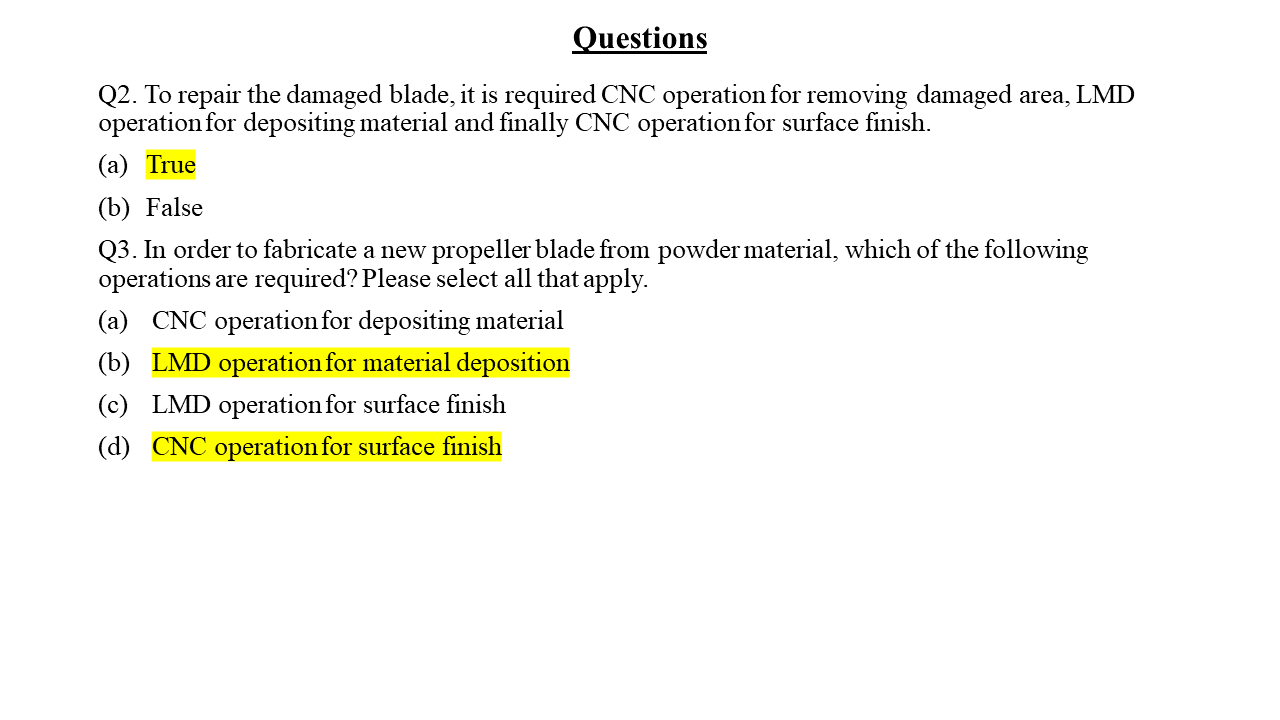 Questions
Q2. To repair the damaged blade, it is required CNC operation for removing damaged area, LMD
operation for depositing material and finally CNC operation for surface finish.
(a) True
(b) False
Q3. In order to fabricate a new propeller blade from powder material, which of the following
operations are required? Please select all that apply.
(a) CNC operation for depositing material
(b) LMD operation for material deposition
(c) LMD operation for surface finish
(d) CNC operation for surface finish